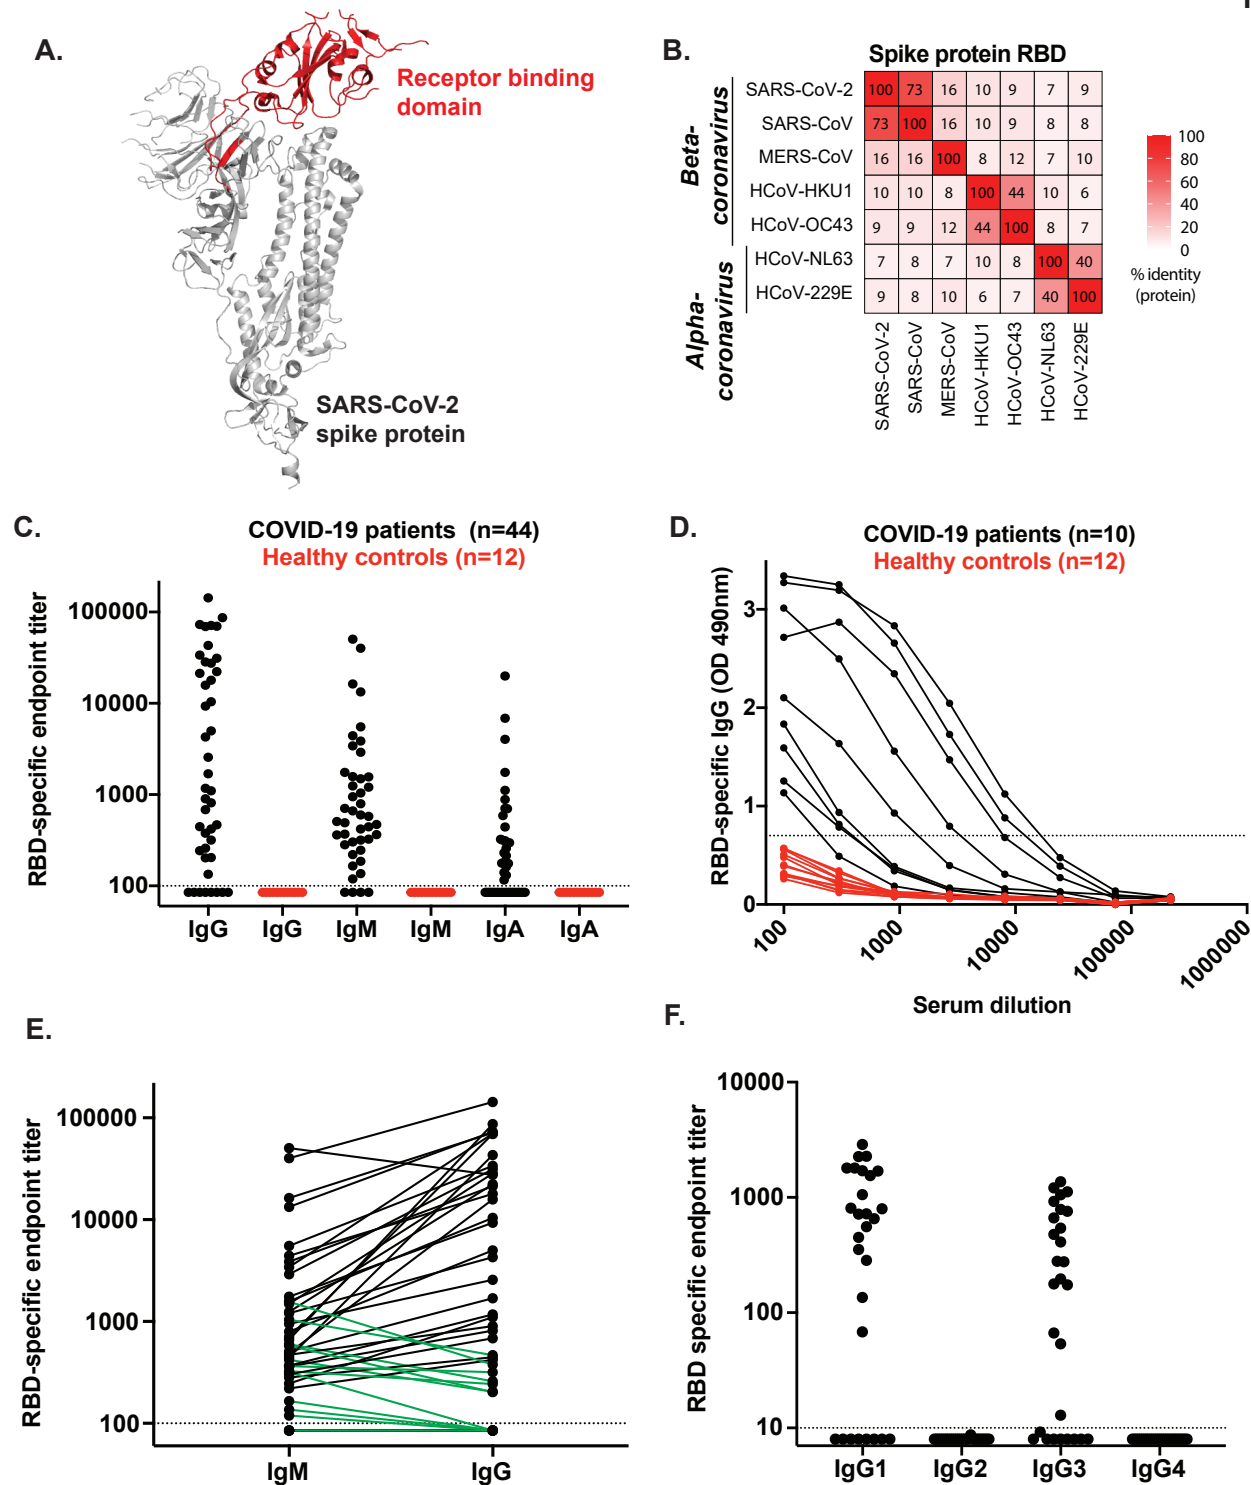 A.
Receptor binding
domain
SARS-CoV-2
spike protein
B.
Spike protein RBD
Beta-
coronavirus
Alpha-
coronavirus
SARS-CoV-2 100 73 16 10 9 7 9
SARS-CoV 73 100 16 10 9 8 8
MERS-CoV 16 16 100 8 12 7 10
HCoV-HKU1 10 10 8 100 44 10 6
HCoV-OC43 9 9 12 44 100 8 7
HCoV-NL63 7 8 7 10 8 100 40
HCoV-229E 9 8 10 6 7 40 100
SARS-CoV-2
SARS-CoV
MERS-CoV
HCoV-HKU1
HCoV-OC43
HCoV-NL63
HCoV-229E
100
80
60
40
20
0
% identity
(protein)
C.
COVID-19 patients (n=44)
Healthy controls (n=12)
RBD-specific endpoint titer
100000
10000
1000
100
IgG IgG IgM IgM IgA IgA
D.
COVID-19 patients (n=10)
Healthy controls (n=12)
RBD-specific IgG (OD 490nm)
3
2
1
0
100 1000 10000 100000 1000000
Serum dilution
E.
RBD-specific endpoint titer
100000
10000
1000
100
IgM IgG
F.
RBD specific endpoint titer
10000
1000
100
10
IgG1 IgG2 IgG3 IgG4